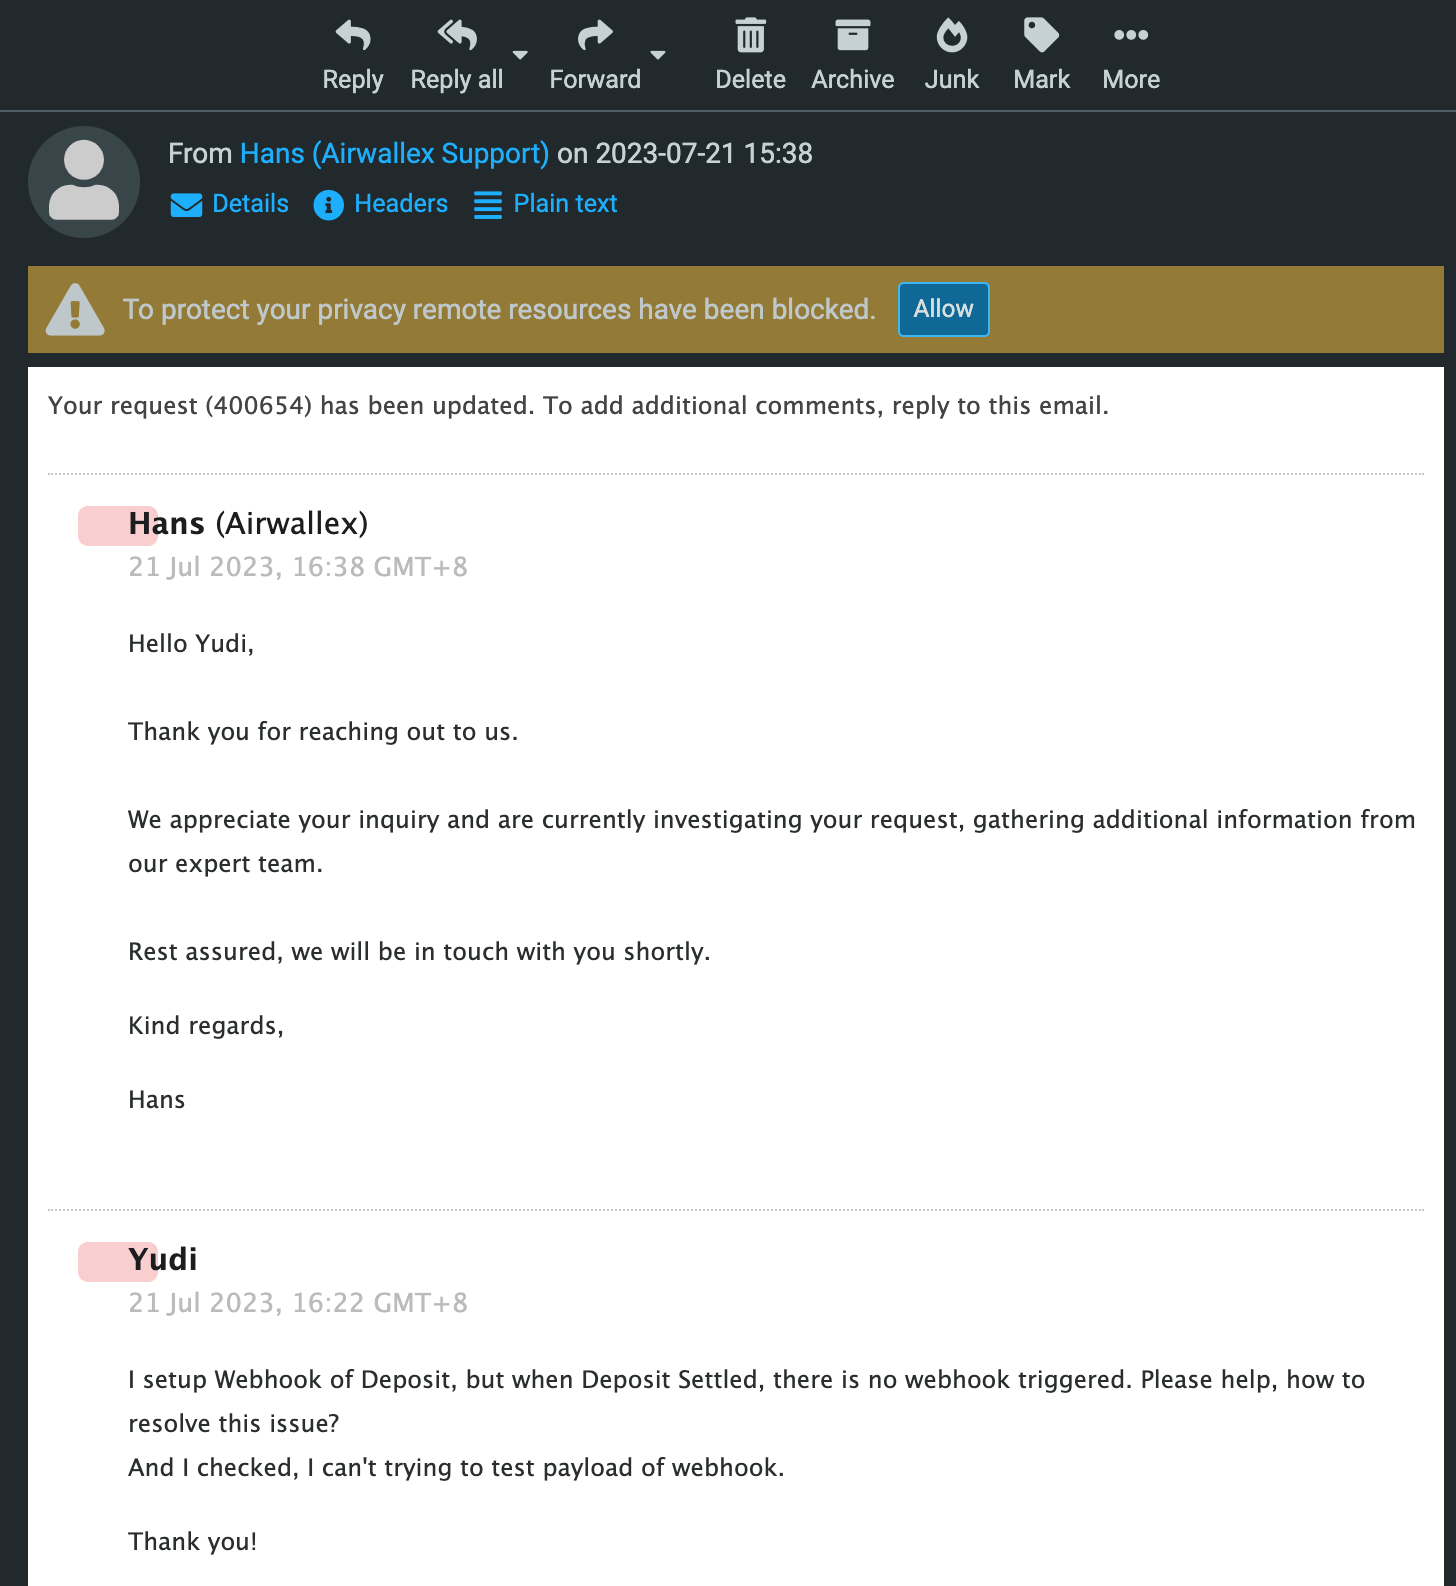 Reply Reply all Forward Delete Archive Junk Mark More
From Hans (Airwallex Support) on 2023-07-21 15:38
Details Headers Plain text
To protect your privacy remote resources have been blocked. Allow
Your request (400654) has been updated. To add additional comments, reply to this email.
Hans (Airwallex)
21 Jul 2023, 16:38 GMT+8
Hello Yudi,
Thank you for reaching out to us.
We appreciate your inquiry and are currently investigating your request, gathering additional information from
our expert team.
Rest assured, we will be in touch with you shortly.
Kind regards,
Hans
Yudi
21 Jul 2023, 16:22 GMT+8
I setup Webhook of Deposit, but when Deposit Settled, there is no webhook triggered. Please help, how to
resolve this issue?
And I checked, I can't trying to test payload of webhook.
Thank you!